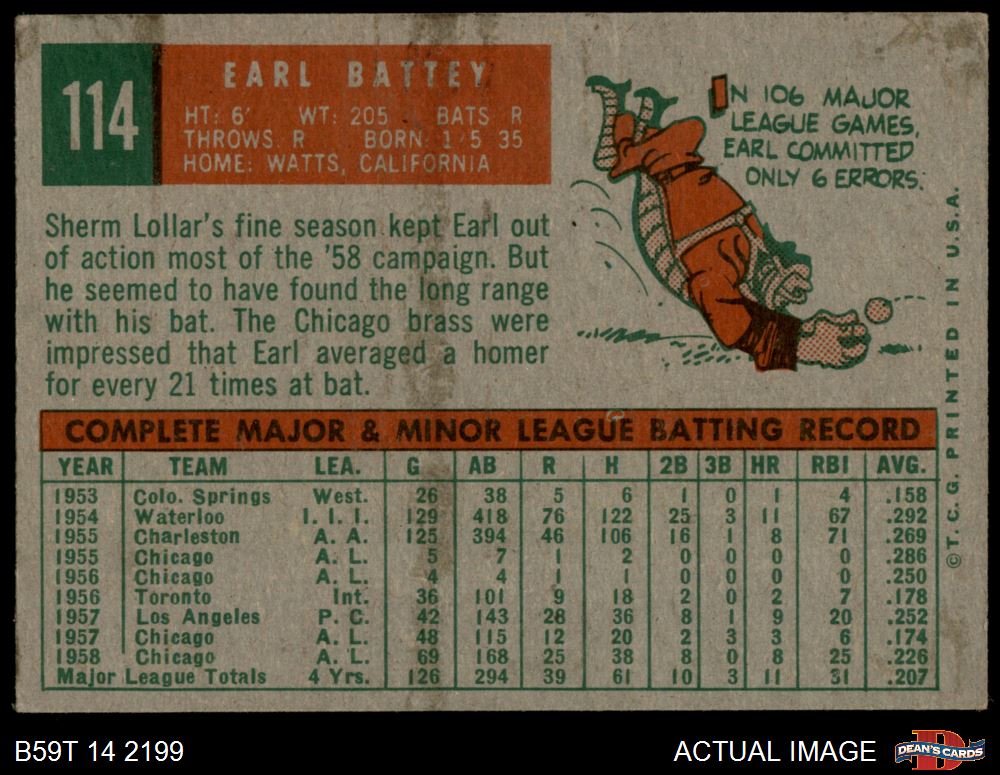 114
EARL BATTEY
HT: 6' WT: 205 BATS R
THROWS: R BORN: 1 5 35
HOME: WATTS, CALIFORNIA
IN 106 MAJOR
LEAGUE GAMES,
EARL COMMITTED
ONLY 6 ERRORS.
Sherm Lollar's fine season kept Earl out
of action most of the '58 campaign. But
he seemed to have found the long range
with his bat. The Chicago brass were
impressed that Earl averaged a homer
for every 21 times at bat.
COMPLETE MAJOR & MINOR LEAGUE BATTING RECORD
YEAR TEAM LEA. G AB R H 2B 3B HR RBI AVG.
1953 Colo. Springs West. 26 38 5 6 1 0 1 4 .158
1954 Waterloo I. I. I. 129 418 76 122 25 3 11 67 .292
1955 Charleston A. A. 125 394 46 106 16 1 8 71 .269
1955 Chicago A. L. 5 7 1 2 0 0 0 0 .286
1956 Chicago A. L. 4 4 1 1 0 0 0 0 .250
1956 Toronto Int. 36 101 9 18 2 0 2 7 .178
1957 Los Angeles P. C. 42 143 28 36 8 1 9 20 .252
1957 Chicago A. L. 48 115 12 20 2 3 3 6 .174
1958 Chicago A. L. 69 168 25 38 8 0 8 25 .226
Major League Totals 4 Yrs. 126 294 39 61 10 3 11 31 .207
© T. C. G. PRINTED IN U.S.A.
B59T 14 2199
ACTUAL IMAGE
D
DEAN'S CARDS